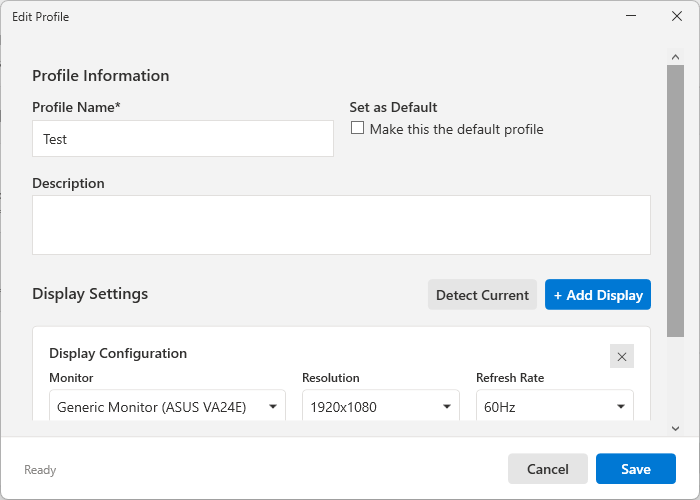 Edit Profile
Profile Information
Profile Name*
Set as Default
Test
Make this the default profile
Description
Display Settings
Detect Current
+ Add Display
Display Configuration
Monitor
Resolution
Refresh Rate
Generic Monitor (ASUS VA24E)
1920x1080
60Hz
Ready
Cancel
Save